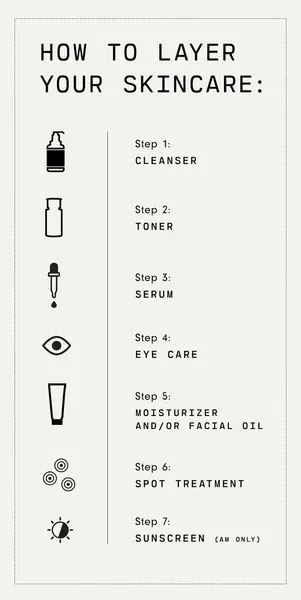 HOW TO LAYER
YOUR SKINCARE:
Step 1:
CLEANSER
Step 2:
TONER
Step 3:
SERUM
Step 4:
EYE CARE
Step 5:
MOISTURIZER
AND/OR FACIAL OIL
Step 6:
SPOT TREATMENT
Step 7:
SUNSCREEN (AM ONLY)